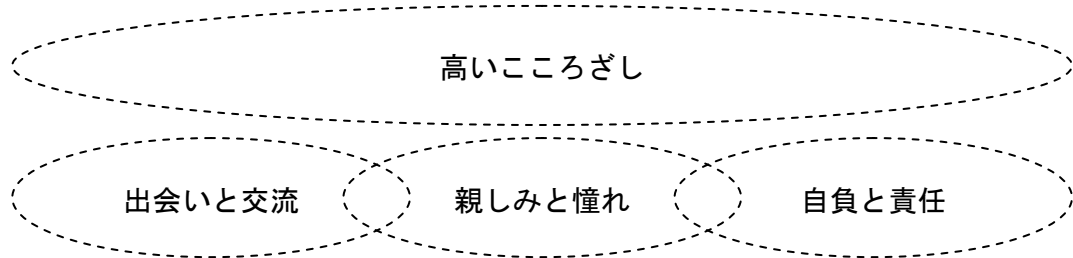 高いこころざし
出会いと交流
親しみと憧れ
自負と責任